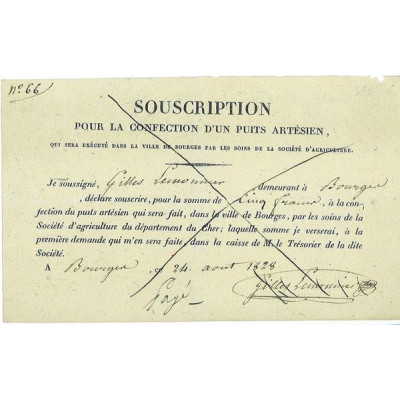 nº. 66
SOUSCRIPTION
POUR LA CONFECTION D'UN PUITS ARTÉSIEN,
QUI SERA EXÉCUTÉ DANS LA VILLE DE BOURGES PAR LES SOINS DE LA SOCIÉTÉ D'AGRICULTURE.
Je soussigné, Gilles Lemonnier demeurant à Bourges
, déclare souscrire, pour la somme de Cinq francs, à la con-
fection du puits artésien qui sera fait, dans la ville de Bourges, par les soins de la
Société d'agriculture du département du Cher; laquelle somme je verserai, à la
première demande qui m'en sera faite, dans la caisse de M. le Trésorier de la dite
Société.
A Bourges, 24 aout 1828
Payé Gilles Lemonnier